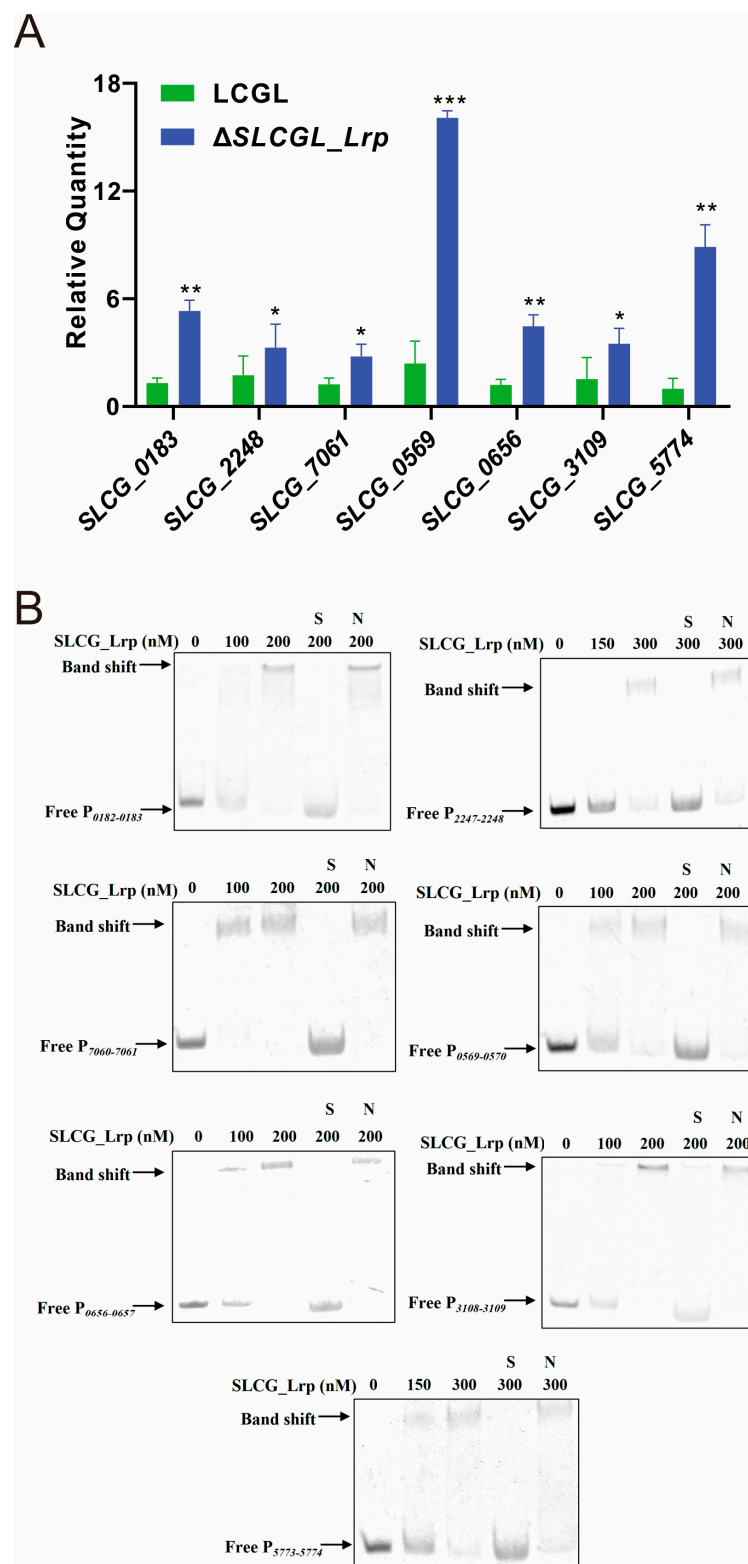 A
18
12
6
0
Relative Quantity
LCGL
ΔSLCGL_Lrp
** * * *** ** * **
SLCG_0183 SLCG_2248 SLCG_7061 SLCG_0569 SLCG_0656 SLCG_3109 SLCG_5774
B
S N
SLCG_Lrp (nM) 0 100 200 200 200
Band shift
Free P0182-0183
S N
SLCG_Lrp (nM) 0 150 300 300 300
Band shift
Free P2247-2248
S N
SLCG_Lrp (nM) 0 100 200 200 200
Band shift
Free P7060-7061
S N
SLCG_Lrp (nM) 0 100 200 200 200
Band shift
Free P0569-0570
S N
SLCG_Lrp (nM) 0 100 200 200 200
Band shift
Free P0656-0657
S N
SLCG_Lrp (nM) 0 100 200 200 200
Band shift
Free P3108-3109
S N
SLCG_Lrp (nM) 0 150 300 300 300
Band shift
Free P5773-5774